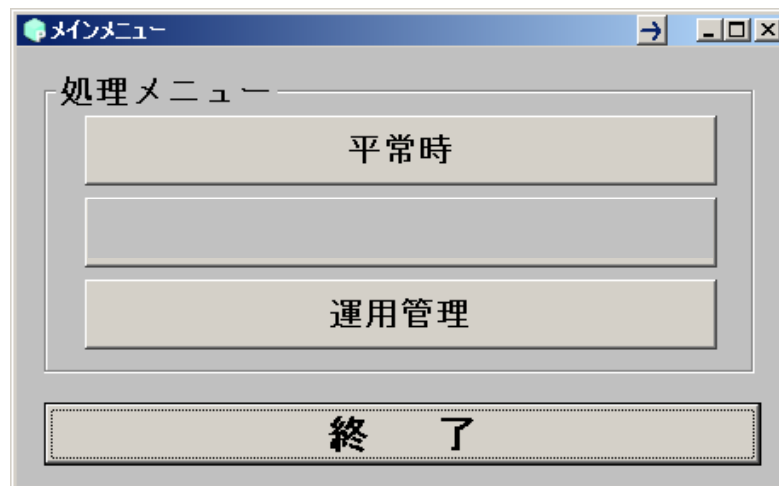 メインメニュー
処理メニュー
平常時
運用管理
終　了